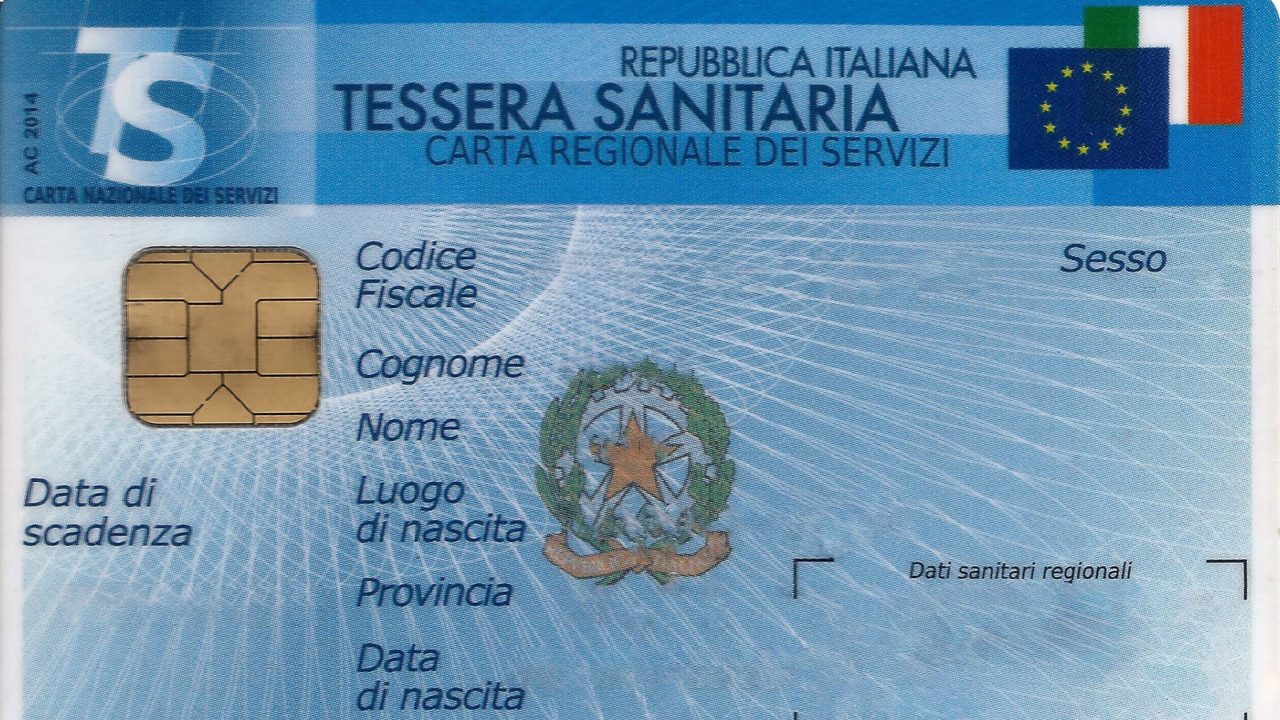 TS
AC 2014
CARTA NAZIONALE DEI SERVIZI
REPUBBLICA ITALIANA
TESSERA SANITARIA
CARTA REGIONALE DEI SERVIZI
Codice
Fiscale
Sesso
Cognome
Nome
Data di
scadenza
Luogo
di nascita
Provincia
Dati sanitari regionali
Data
di nascita